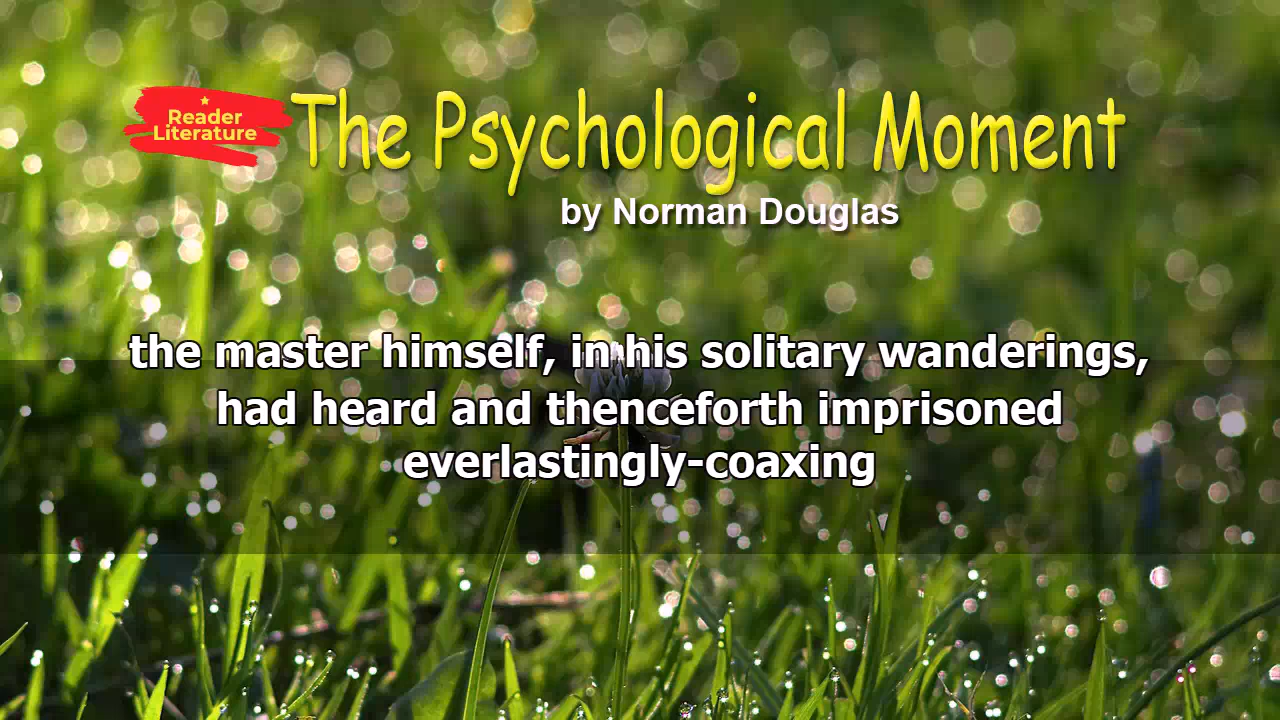 Reader
Literature
The Psychological Moment
by Norman Douglas
the master himself, in his solitary wanderings,
had heard and thenceforth imprisoned
everlastingly-coaxing